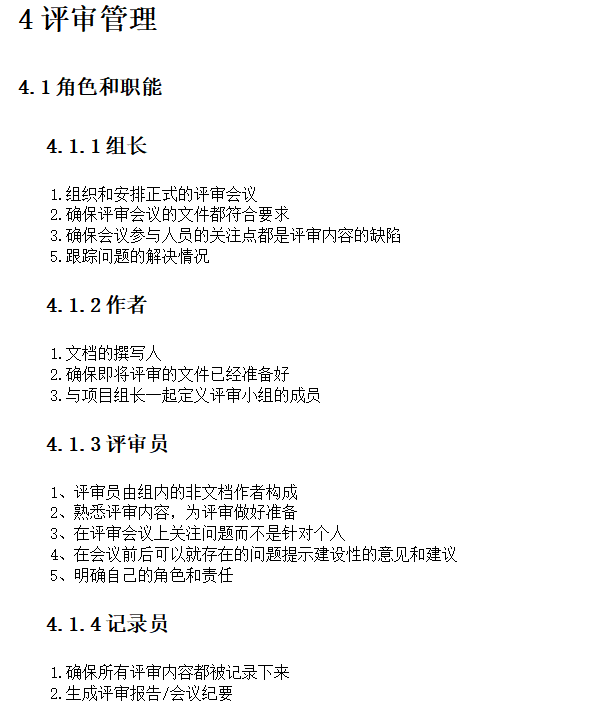 4 评审管理
4.1 角色和职能
4.1.1 组长
1.组织和安排正式的评审会议
2.确保评审会议的文件都符合要求
3.确保会议参与人员的关注点都是评审内容的缺陷
5.跟踪问题的解决情况
4.1.2 作者
1.文档的撰写人
2.确保即将评审的文件已经准备好
3.与项目组长一起定义评审小组的成员
4.1.3 评审员
1、评审员由组内的非文档作者构成
2、熟悉评审内容，为评审做好准备
3、在评审会议上关注问题而不是针对个人
4、在会议前后可以就存在的问题提示建设性的意见和建议
5、明确自己的角色和责任
4.1.4 记录员
1.确保所有评审内容都被记录下来
2.生成评审报告/会议纪要